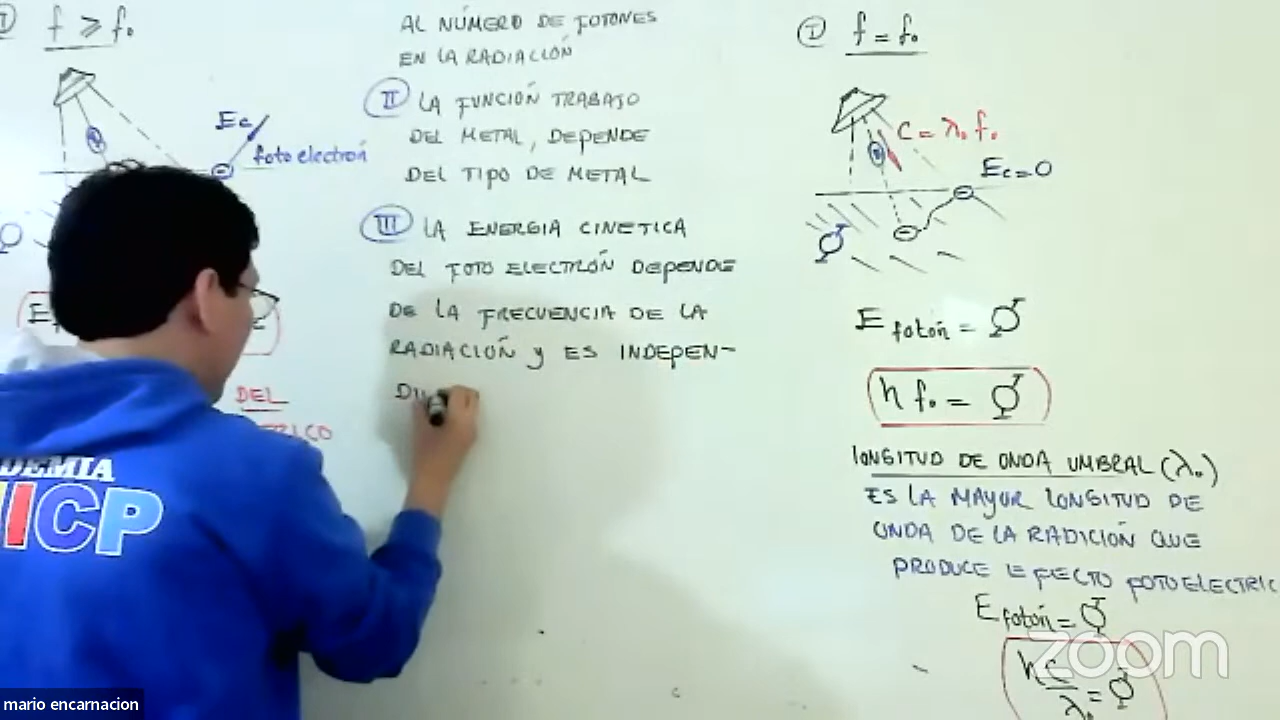 f ≥ f₀
Ec
foto electrón
DEL
AL NÚMERO DE FOTONES
EN LA RADIACIÓN
II LA FUNCIÓN TRABAJO
DEL METAL, DEPENDE
DEL TIPO DE METAL
III LA ENERGIA CINETICA
DEL FOTO ELECTRÓN DEPENDE
DE LA FRECUENCIA DE LA
RADIACIÓN y ES INDEPEN-
I f = f₀
C = λ₀ f₀
Ec=0
E fotón = Ø
h f₀ = Ø
LONGITUD DE ONDA UMBRAL (λ₀)
ES LA MAYOR LONGITUD DE
ONDA DE LA RADICIÓN QUE
PRODUCE EFECTO FOTOELECTRIC
E fotón = Ø
h c / λ₀ = Ø
DEMIA
ICP
zoom
mario encarnacion